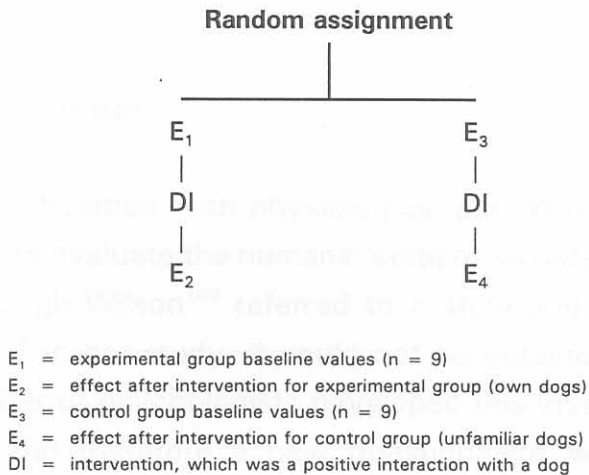 Random assignment
E₁ E₃
DI DI
E₂ E₄
E₁ = experimental group baseline values (n = 9)
E₂ = effect after intervention for experimental group (own dogs)
E₃ = control group baseline values (n = 9)
E₄ = effect after intervention for control group (unfamiliar dogs)
DI = intervention, which was a positive interaction with a dog